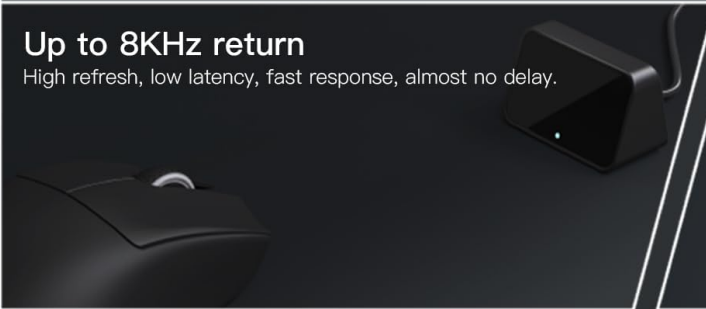 Up to 8KHz return
High refresh, low latency, fast response, almost no delay.